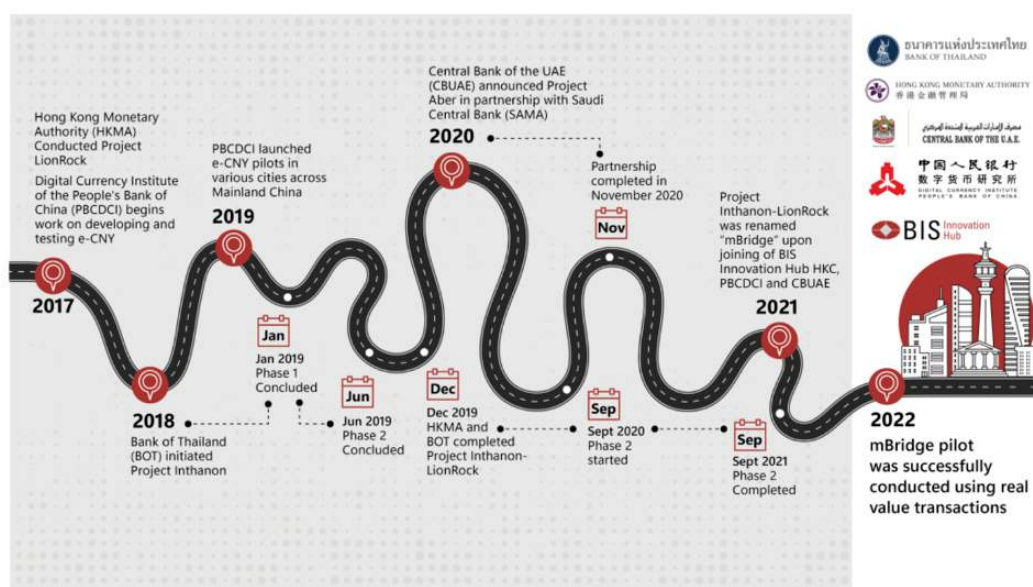 Hong Kong Monetary
Authority (HKMA)
Conducted Project
LionRock
Digital Currency Institute
of the People's Bank of
China (PBCDCI) begins
work on developing and
testing e-CNY
2017
2018
Bank of Thailand
(BOT) initiated
Project Inthanon
PBCDCI launched
e-CNY pilots in
various cities across
Mainland China
2019
Jan
Jan 2019
Phase 1
Concluded
Jun
Jun 2019
Phase 2
Concluded
Dec
Dec 2019
HKMA and
BOT completed
Project Inthanon-
LionRock
Central Bank of the UAE
(CBUAE) announced Project
Aber in partnership with Saudi
Central Bank (SAMA)
2020
Partnership
completed in
November 2020
Nov
Sep
Sept 2020
Phase 2
started
Project
Inthanon-LionRock
was renamed
"mBridge" upon
joining of BIS
Innovation Hub HKC,
PBCDCI and CBUAE
2021
Sep
Sept 2021
Phase 2
Completed
ธนาคารแห่งประเทศไทย
BANK OF THAILAND
HONG KONG MONETARY AUTHORITY
香港金融管理局
مصرف الإمارات العربية المتحدة المركزي
CENTRAL BANK OF THE U.A.E.
中国人民银行
数字货币研究所
DIGITAL CURRENCY INSTITUTE
PEOPLE'S BANK OF CHINA
BIS Innovation
Hub
2022
mBridge pilot
was successfully
conducted using real
value transactions